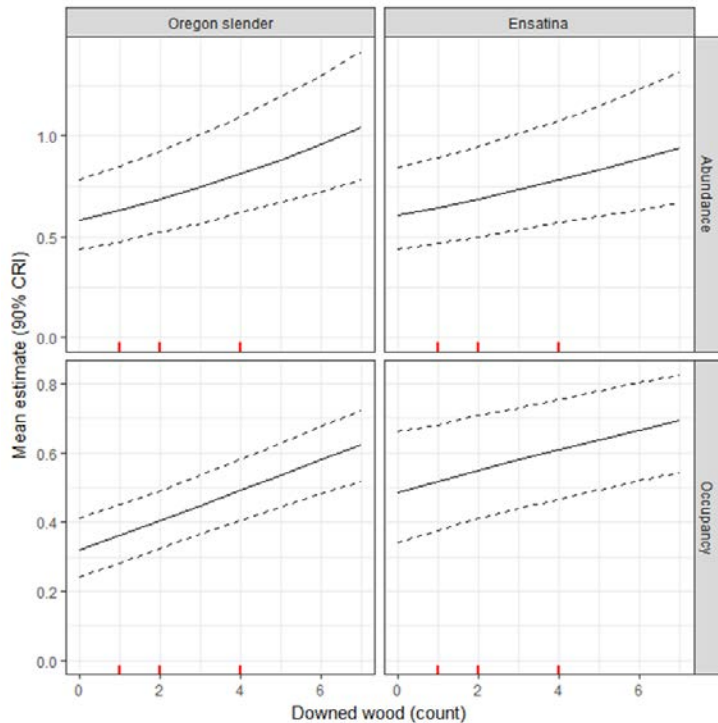 Oregon slender
Ensatina
1.0
0.5
0.0
Abundance
Mean estimate (90% CRI)
0.8
0.6
0.4
0.2
0.0
Occupancy
0 2 4 6
0 2 4 6
Downed wood (count)